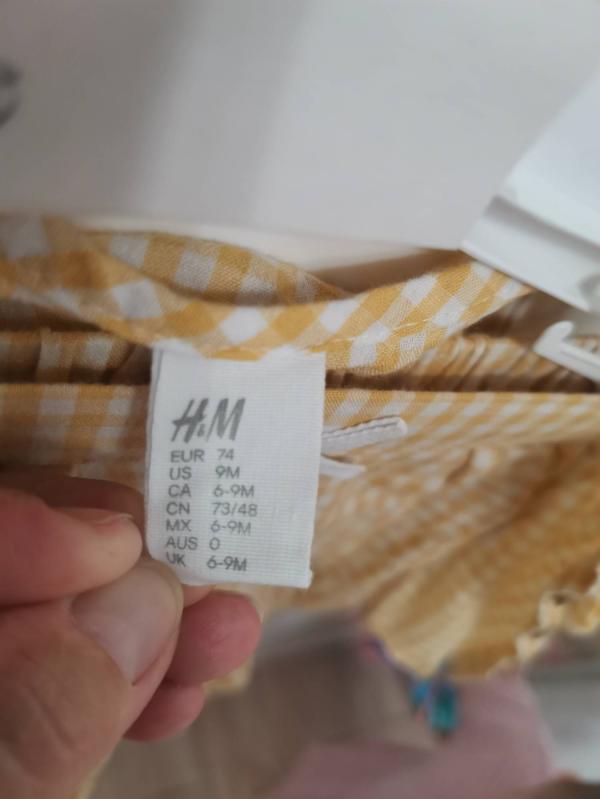 H&M
EUR 74
US 9M
CA 6-9M
CN 73/48
MX 6-9M
AUS 0
UK 6-9M